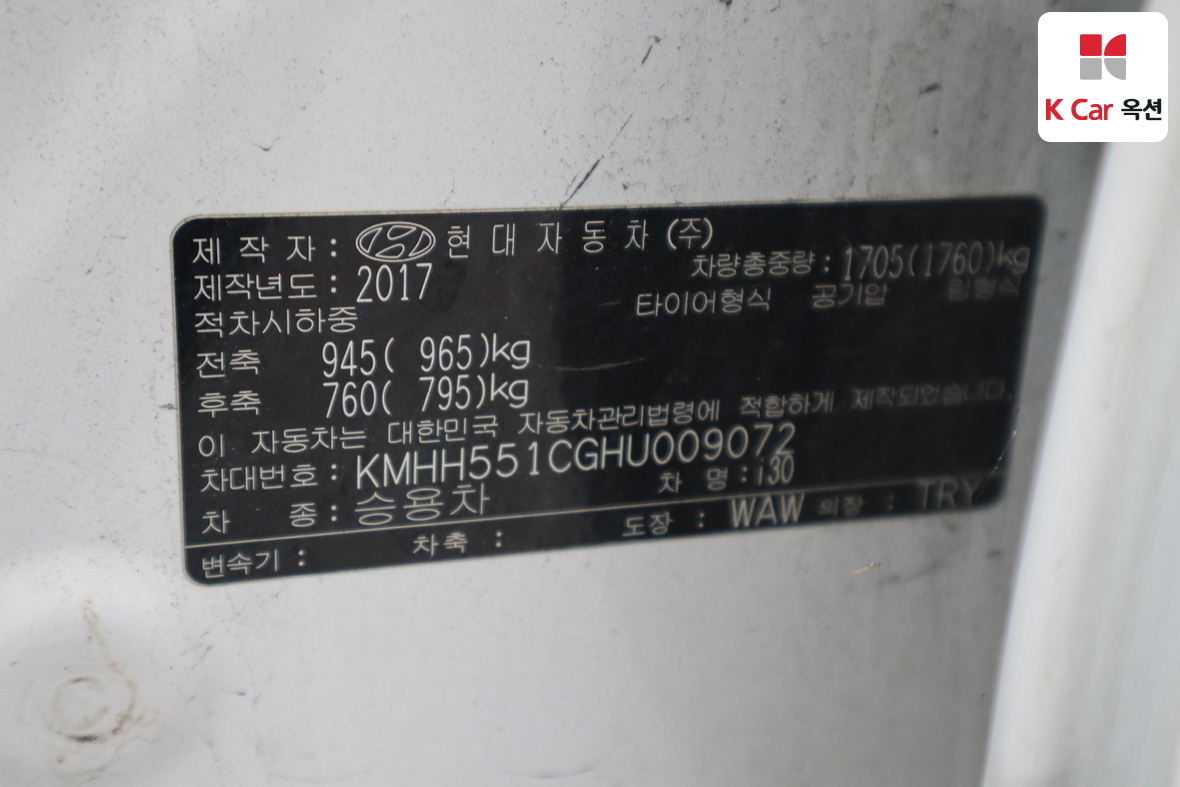 K Car 옥션
제 작 자 : 현 대 자 동 차 (주)
제작년도 : 2017 차량총중량 : 1705(1760)kg
적차시하중 타이어형식 공기압 림형식
전축 945( 965)kg
후축 760( 795)kg
이 자동차는 대한민국 자동차관리법령에 적합하게 제작되었습니다.
차대번호 : KMHH551CGHU009072
차 종 : 승용차 차 명 : i30
변속기 : 차축 : 도장 : WAW 의장 : TRY